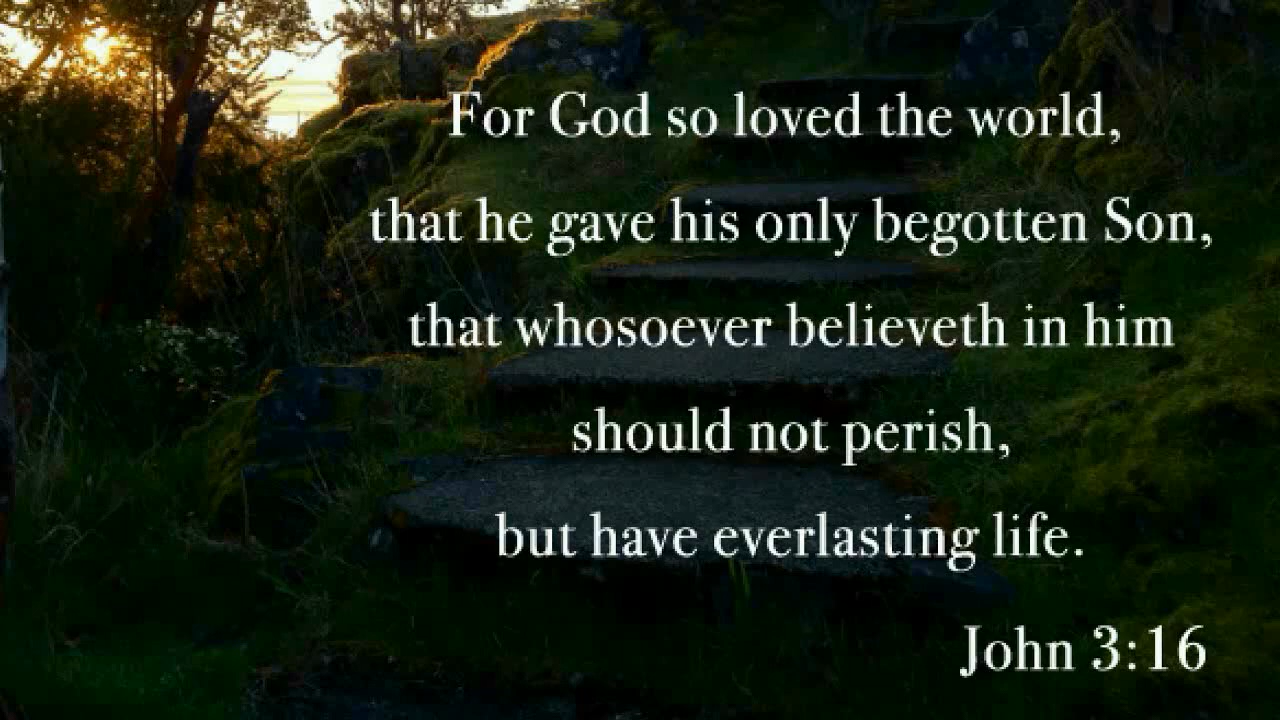 For God so loved the world,
that he gave his only begotten Son,
that whosoever believeth in him
should not perish,
but have everlasting life.
John 3:16